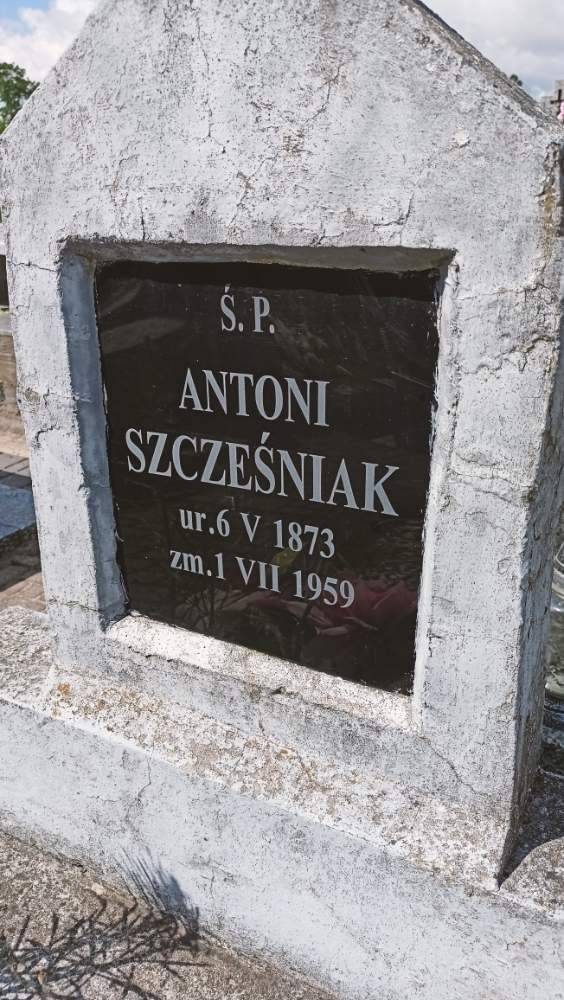 Ś. P.
ANTONI
SZCZEŚNIAK
ur.6 V 1873
zm.1 VII 1959